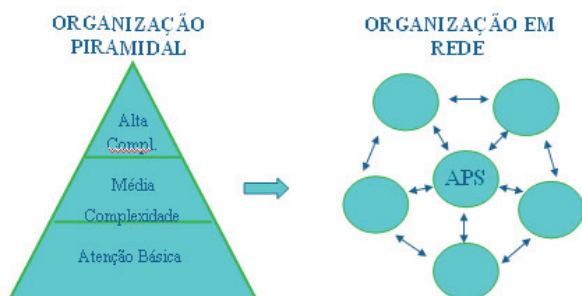 ORGANIZAÇÃO
PIRAMIDAL
Alta
Compl.
Média
Complexidade
Atenção Básica
ORGANIZAÇÃO EM
REDE
APS